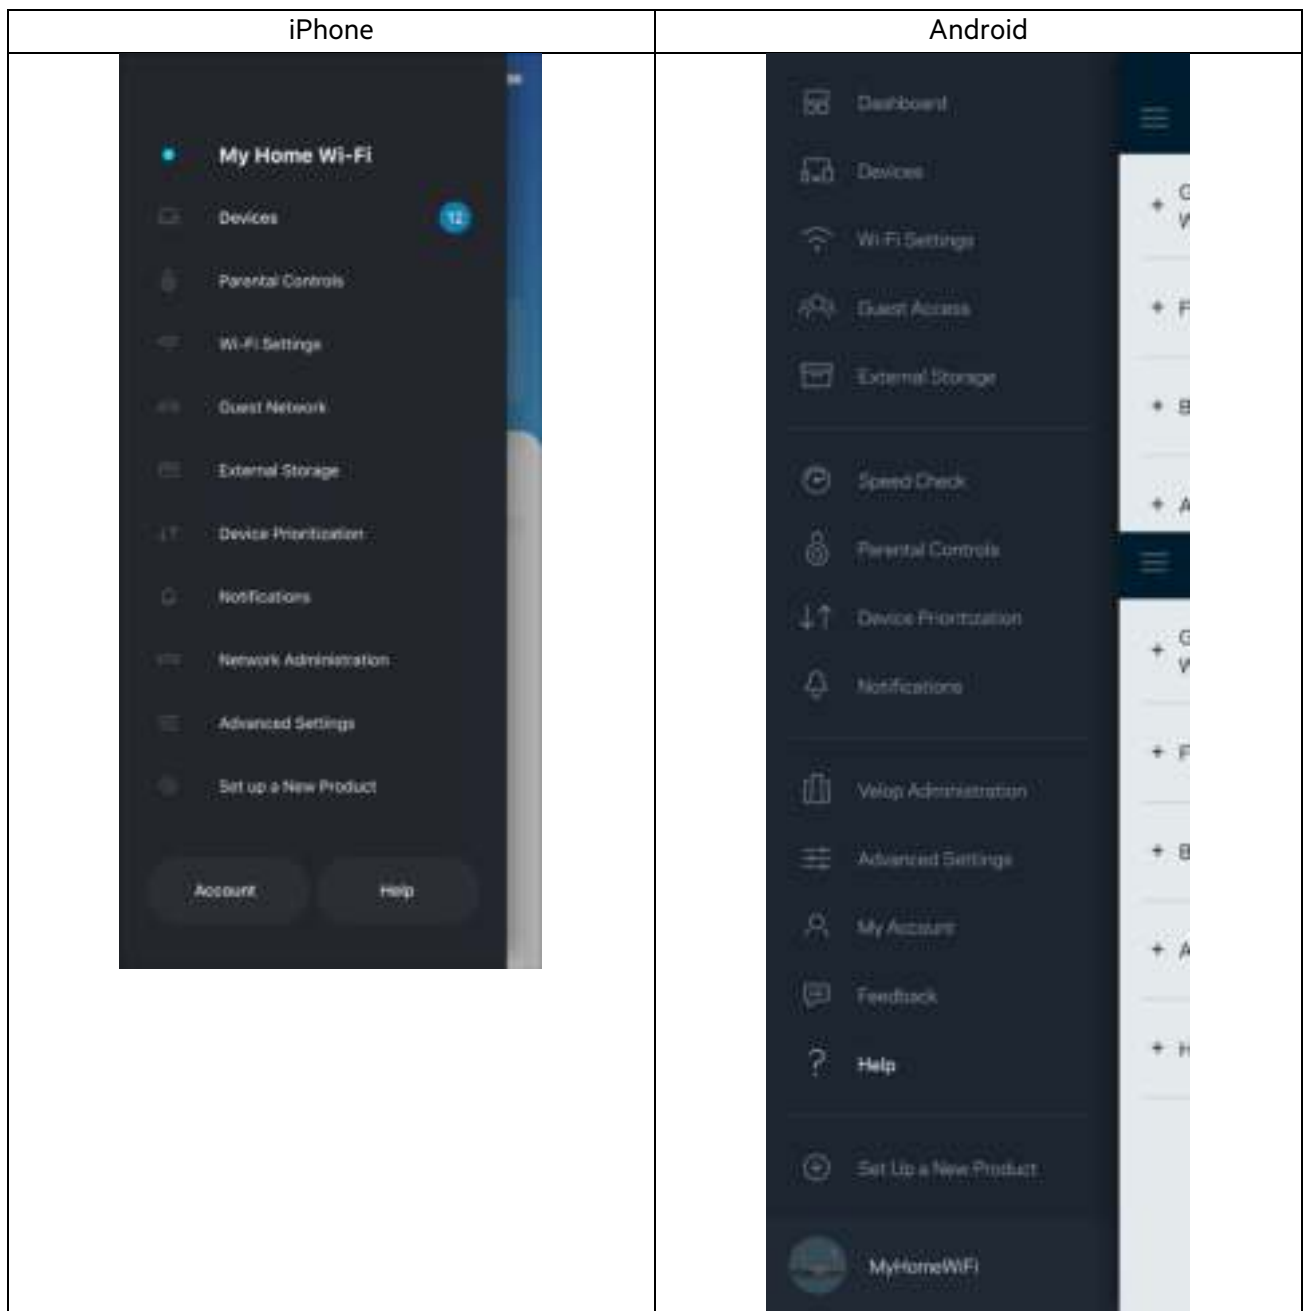 iPhone
Android
My Home Wi-Fi
Devices
12
Parental Controls
Wi-Fi Settings
Guest Network
External Storage
Device Prioritization
Notifications
Network Administration
Advanced Settings
Set up a New Product
Account
Help
Dashboard
Devices
Wi-Fi Settings
Guest Access
External Storage
Speed Check
Parental Controls
Device Prioritization
Notifications
Velop Administration
Advanced Settings
My Account
Feedback
Help
Set Up a New Product
MyHomeWiFi